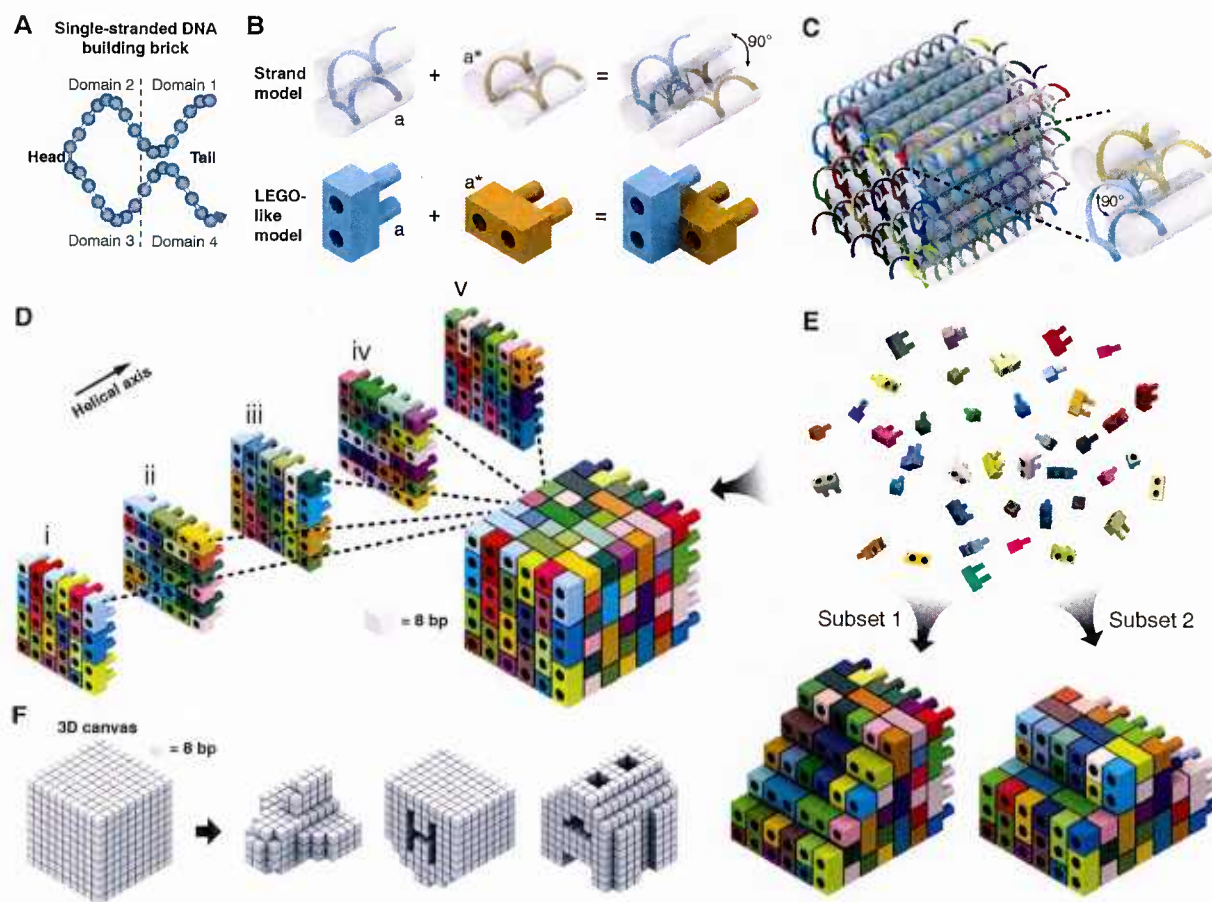 A
Single-stranded DNA
building brick
Domain 2
Domain 1
Head
Tail
Domain 3
Domain 4
B
Strand
model
a
+
a*
=
90°
LEGO-
like
model
a
+
a*
=
C
90°
D
Helical axis
i
ii
iii
iv
v
= 8 bp
E
Subset 1
Subset 2
F
3D canvas
= 8 bp
H